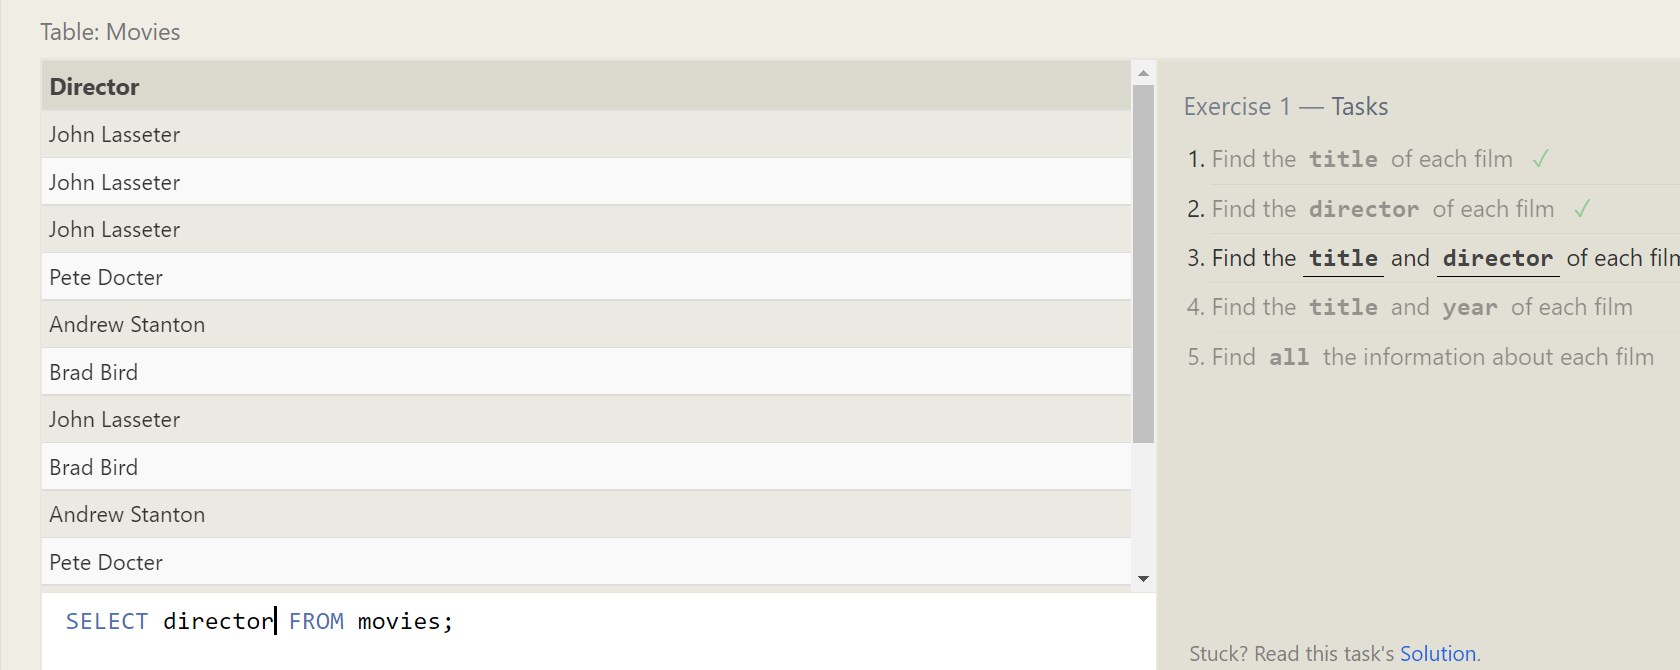 Table: Movies
Director
John Lasseter
John Lasseter
John Lasseter
Pete Docter
Andrew Stanton
Brad Bird
John Lasseter
Brad Bird
Andrew Stanton
Pete Docter
SELECT director FROM movies;
Exercise 1 — Tasks
1. Find the title of each film ✓
2. Find the director of each film ✓
3. Find the title and director of each film
4. Find the title and year of each film
5. Find all the information about each film
Stuck? Read this task's Solution.